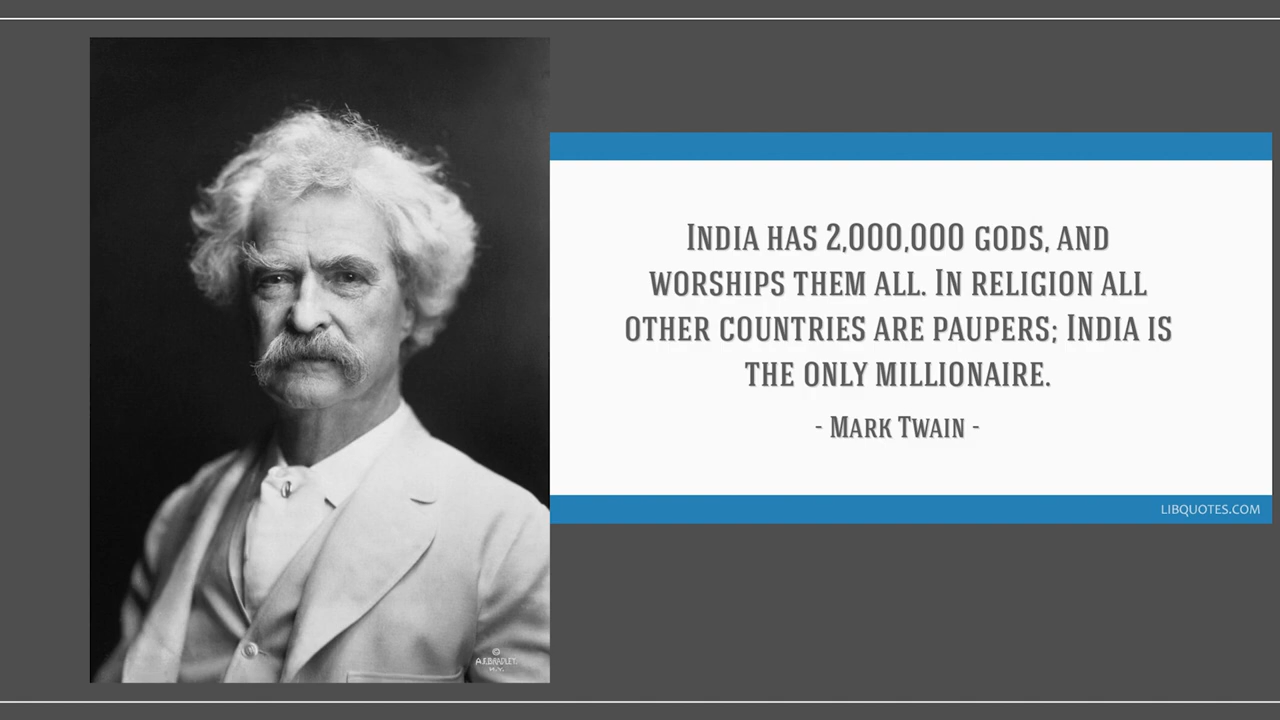 India has 2,000,000 gods, and
worships them all. In religion all
other countries are paupers; India is
the only millionaire.
- Mark Twain -
LIBQUOTES.COM
©
A.F. BRADLEY.
N.Y.